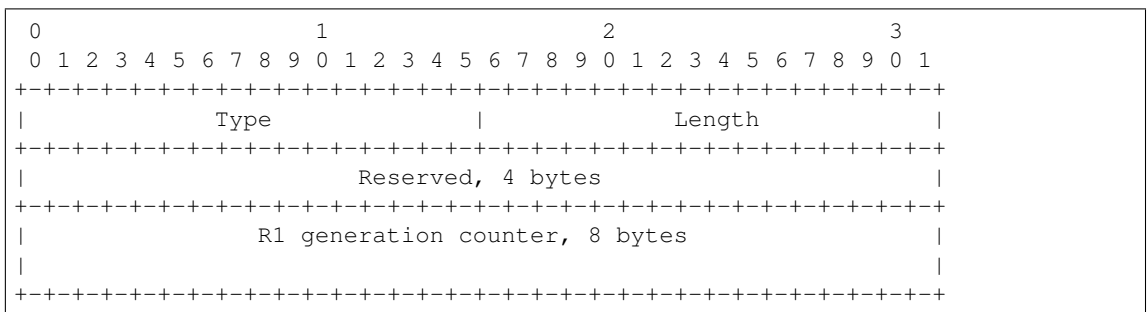 0                   1                   2                   3
 0 1 2 3 4 5 6 7 8 9 0 1 2 3 4 5 6 7 8 9 0 1 2 3 4 5 6 7 8 9 0 1
+-+-+-+-+-+-+-+-+-+-+-+-+-+-+-+-+-+-+-+-+-+-+-+-+-+-+-+-+-+-+-+-+
|             Type              |             Length            |
+-+-+-+-+-+-+-+-+-+-+-+-+-+-+-+-+-+-+-+-+-+-+-+-+-+-+-+-+-+-+-+-+
|                       Reserved, 4 bytes                       |
+-+-+-+-+-+-+-+-+-+-+-+-+-+-+-+-+-+-+-+-+-+-+-+-+-+-+-+-+-+-+-+-+
|                R1 generation counter, 8 bytes                 |
|                                                               |
+-+-+-+-+-+-+-+-+-+-+-+-+-+-+-+-+-+-+-+-+-+-+-+-+-+-+-+-+-+-+-+-+